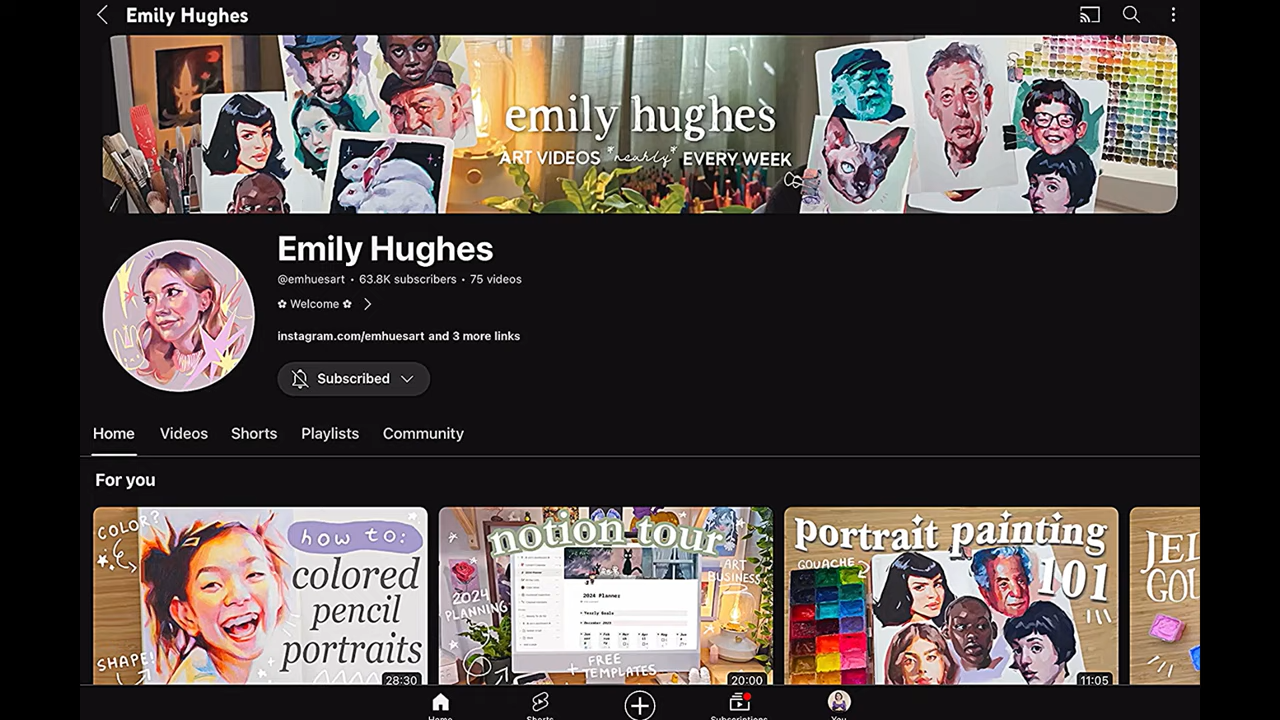 Emily Hughes
emily hughes
ART VIDEOS *nearly* EVERY WEEK
Emily Hughes
@emhuesart • 63.8K subscribers • 75 videos
✿ Welcome ✿
instagram.com/emhuesart and 3 more links
Subscribed
Home Videos Shorts Playlists Community
For you
COLOR?
how to:
colored
pencil
portraits
SHAPE!
28:30
notion tour
ART
BUSINESS
2024
PLANNING
2024 Planner
Yearly Goals
+ FREE
TEMPLATES
20:00
portrait painting
101
GOUACHE
11:05
JEL
GOU
Home Shorts Subscriptions You